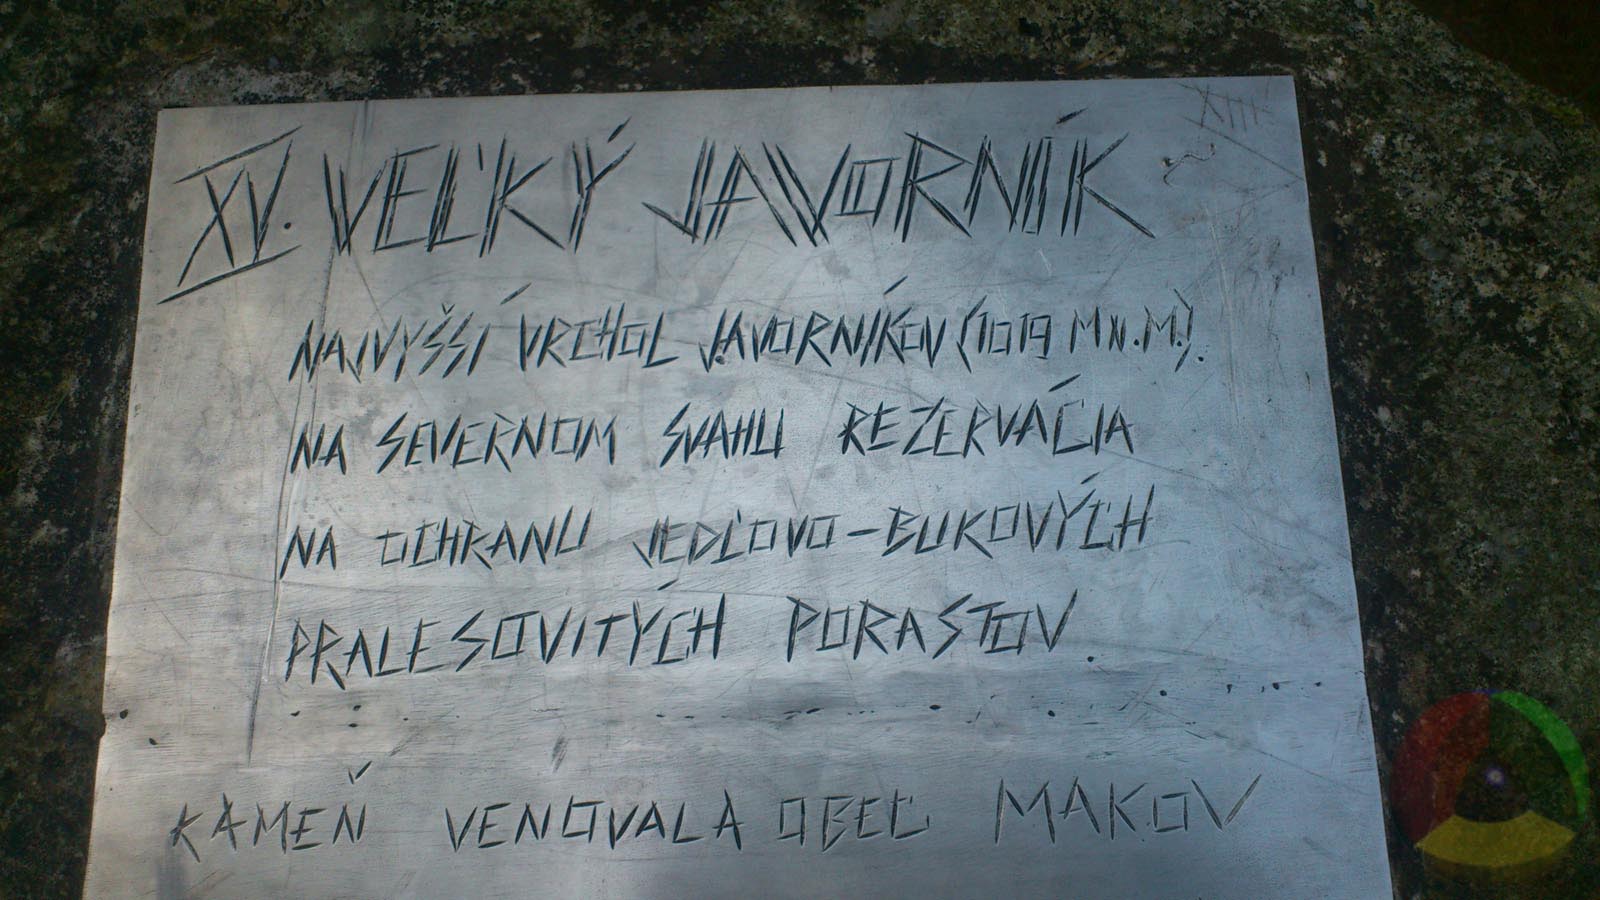 XIII.
XV. VEĽKÝ JAVORNÍK
NAJVYŠŠÍ VRCHOL JAVORNÍKOV (1019 M N.M.).
NA SEVERNOM SVAHU REZERVÁCIA
NA OCHRANU JEDĽOVO-BUKOVÝCH
PRALESOVITÝCH PORASTOV.
KAMEŇ VENOVALA OBEC MAKOV